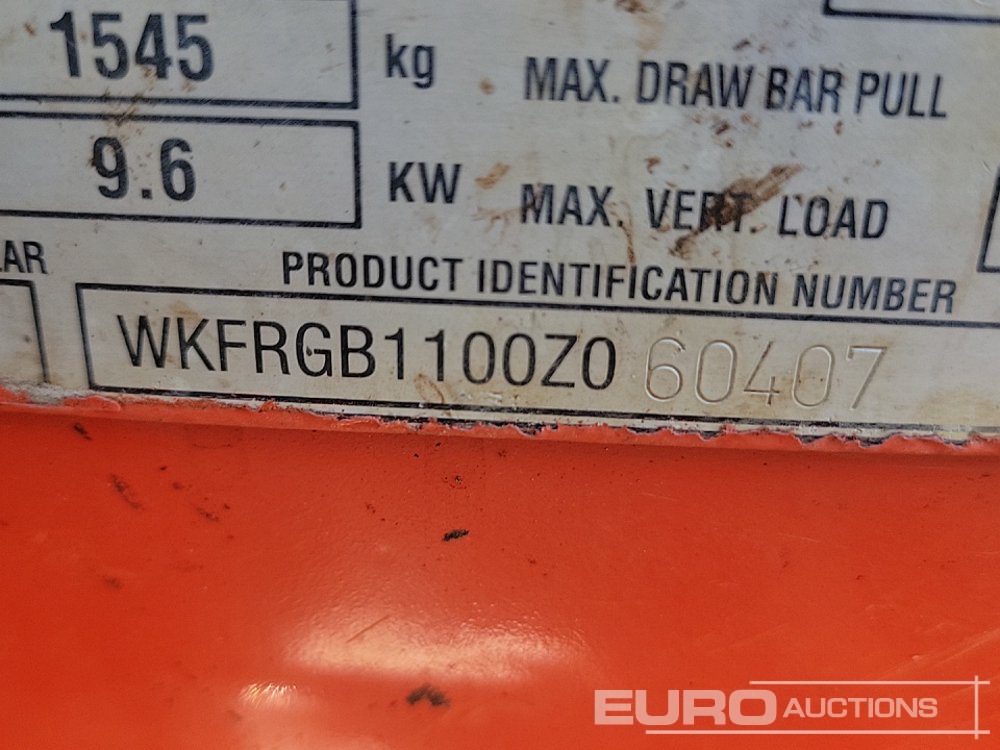 1545 kg MAX. DRAW BAR PULL
9.6 KW MAX. VERT. LOAD
LAR PRODUCT IDENTIFICATION NUMBER
WKFRGB1100Z0 60407
EURO AUCTIONS